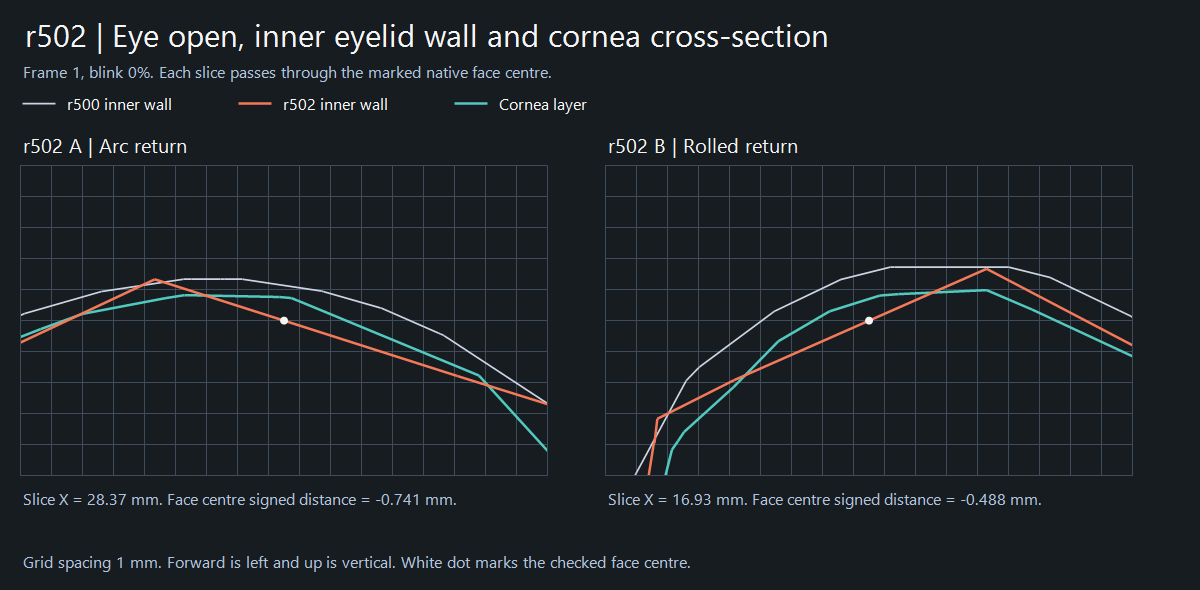 r502 | Eye open, inner eyelid wall and cornea cross-section
Frame 1, blink 0%. Each slice passes through the marked native face centre.
r500 inner wall
r502 inner wall
Cornea layer
r502 A | Arc return
r502 B | Rolled return
Slice X = 28.37 mm. Face centre signed distance = -0.741 mm.
Slice X = 16.93 mm. Face centre signed distance = -0.488 mm.
Grid spacing 1 mm. Forward is left and up is vertical. White dot marks the checked face centre.